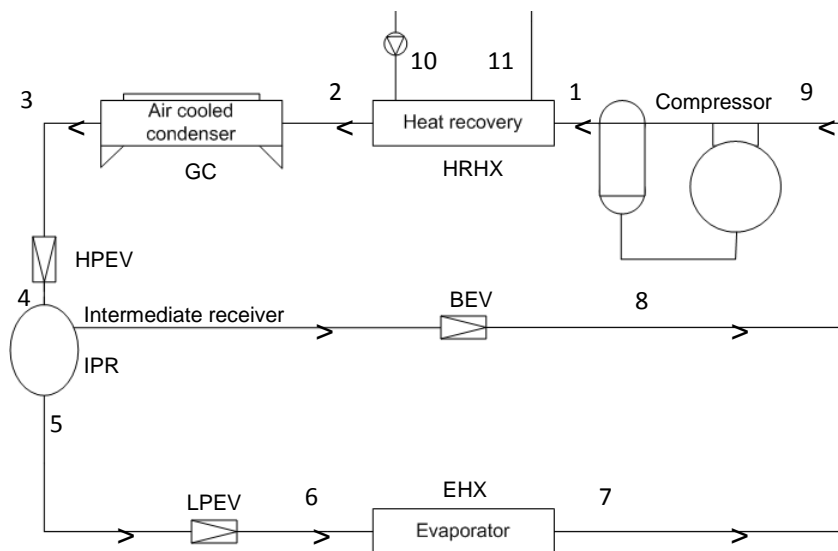 10
11
3
2
1
Compressor
9
Air cooled
condenser
Heat recovery
GC
HRHX
HPEV
4
Intermediate receiver
BEV
8
IPR
5
LPEV
6
EHX
7
Evaporator